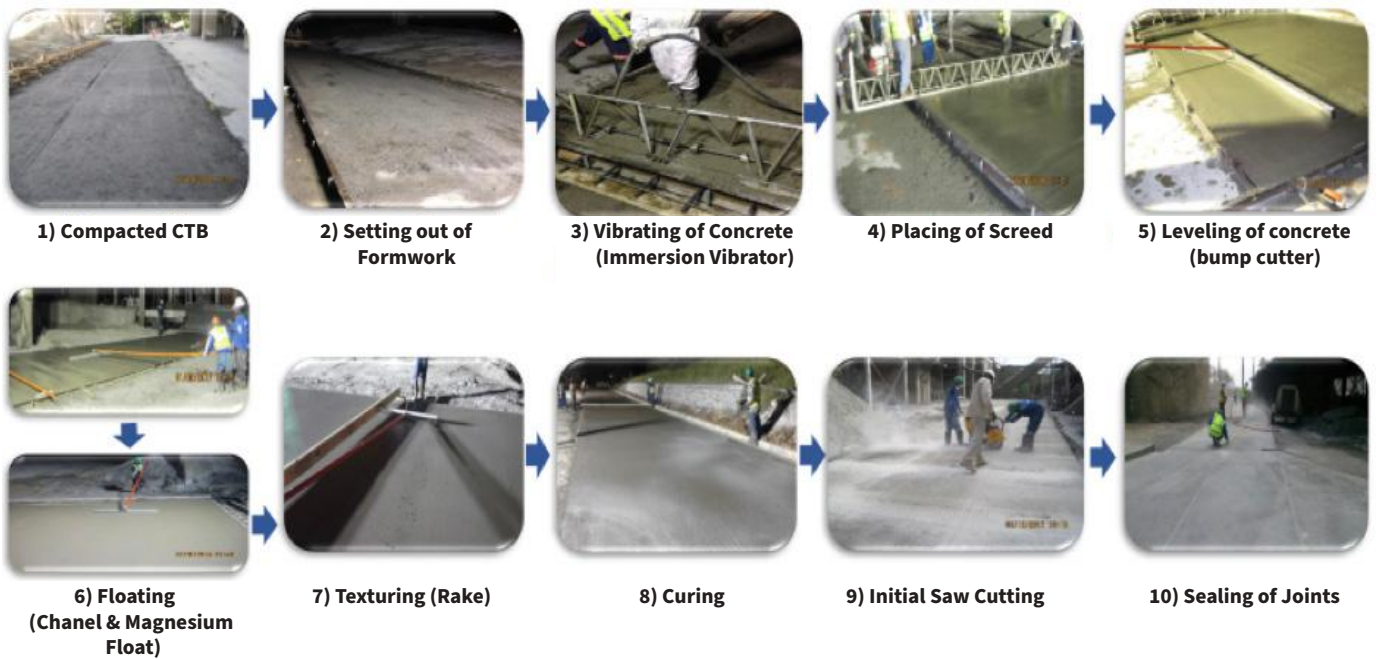 1) Compacted CTB
2) Setting out of
Formwork
3) Vibrating of Concrete
(Immersion Vibrator)
4) Placing of Screed
5) Leveling of concrete
(bump cutter)
6) Floating
(Chanel & Magnesium
Float)
7) Texturing (Rake)
8) Curing
9) Initial Saw Cutting
10) Sealing of Joints